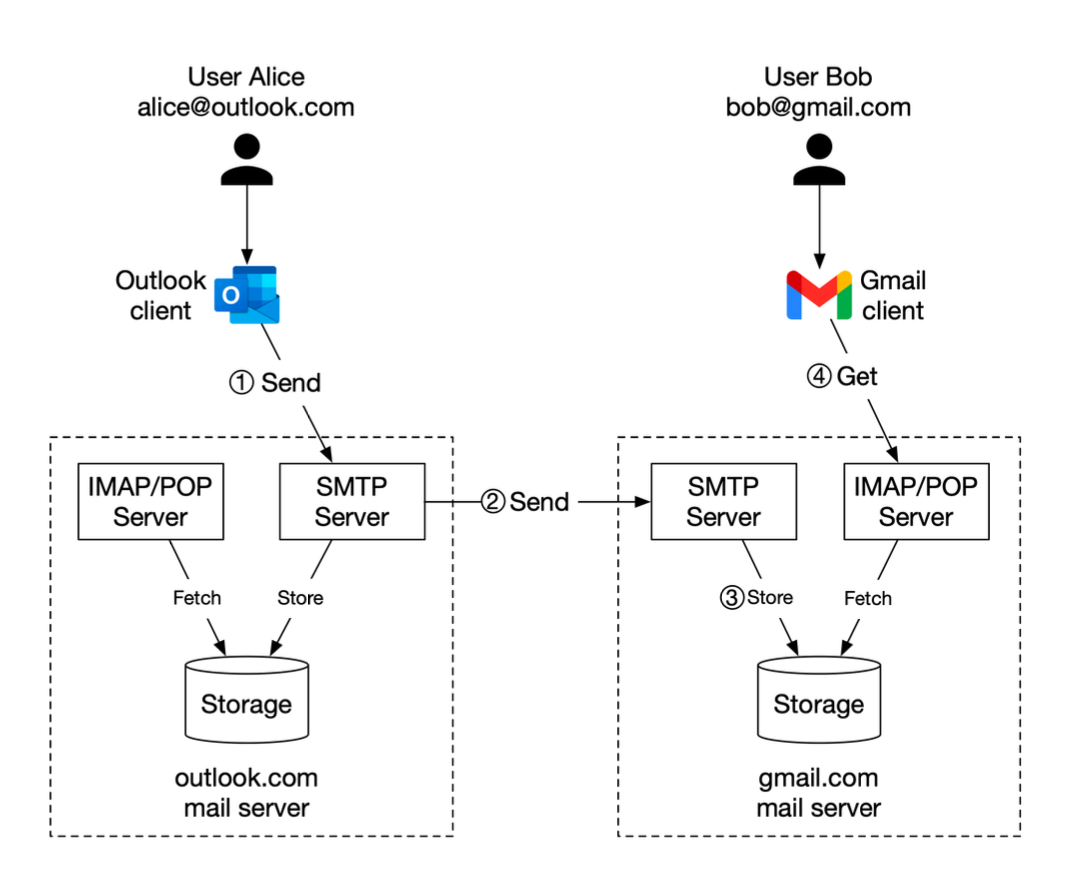 User Alice
alice@outlook.com
User Bob
bob@gmail.com
Outlook
client
O
Gmail
client
① Send
④ Get
IMAP/POP
Server
SMTP
Server
② Send
SMTP
Server
IMAP/POP
Server
Fetch
Store
③ Store
Fetch
Storage
Storage
outlook.com
mail server
gmail.com
mail server